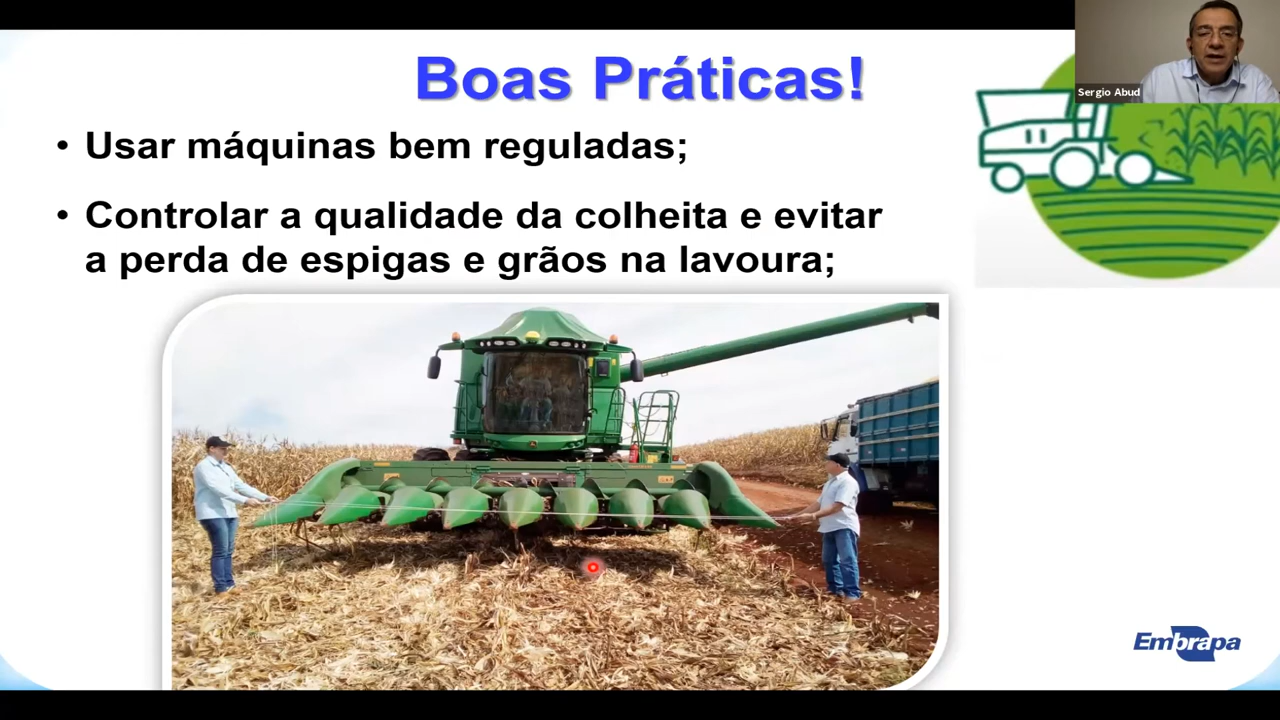 Boas Práticas!
Sergio Abud
• Usar máquinas bem reguladas;
• Controlar a qualidade da colheita e evitar
a perda de espigas e grãos na lavoura;
Embrapa